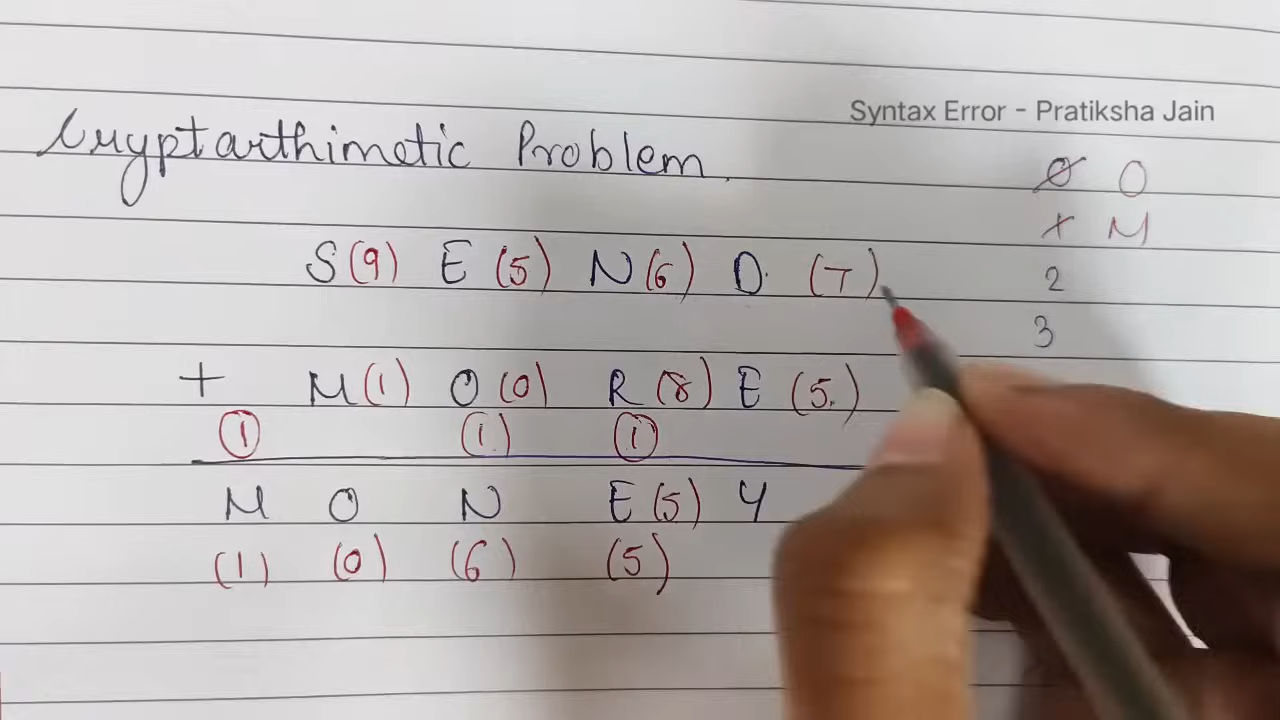 Syntax Error - Pratiksha Jain
Cryptarthimetic Problem.
0 O
1 M
2
3
S(9) E(5) N(6) D (7)
+ M(1) O(0) R(8) E(5.)
(1) (1) (1)
M O N E(5) Y
(1) (0) (6) (5)